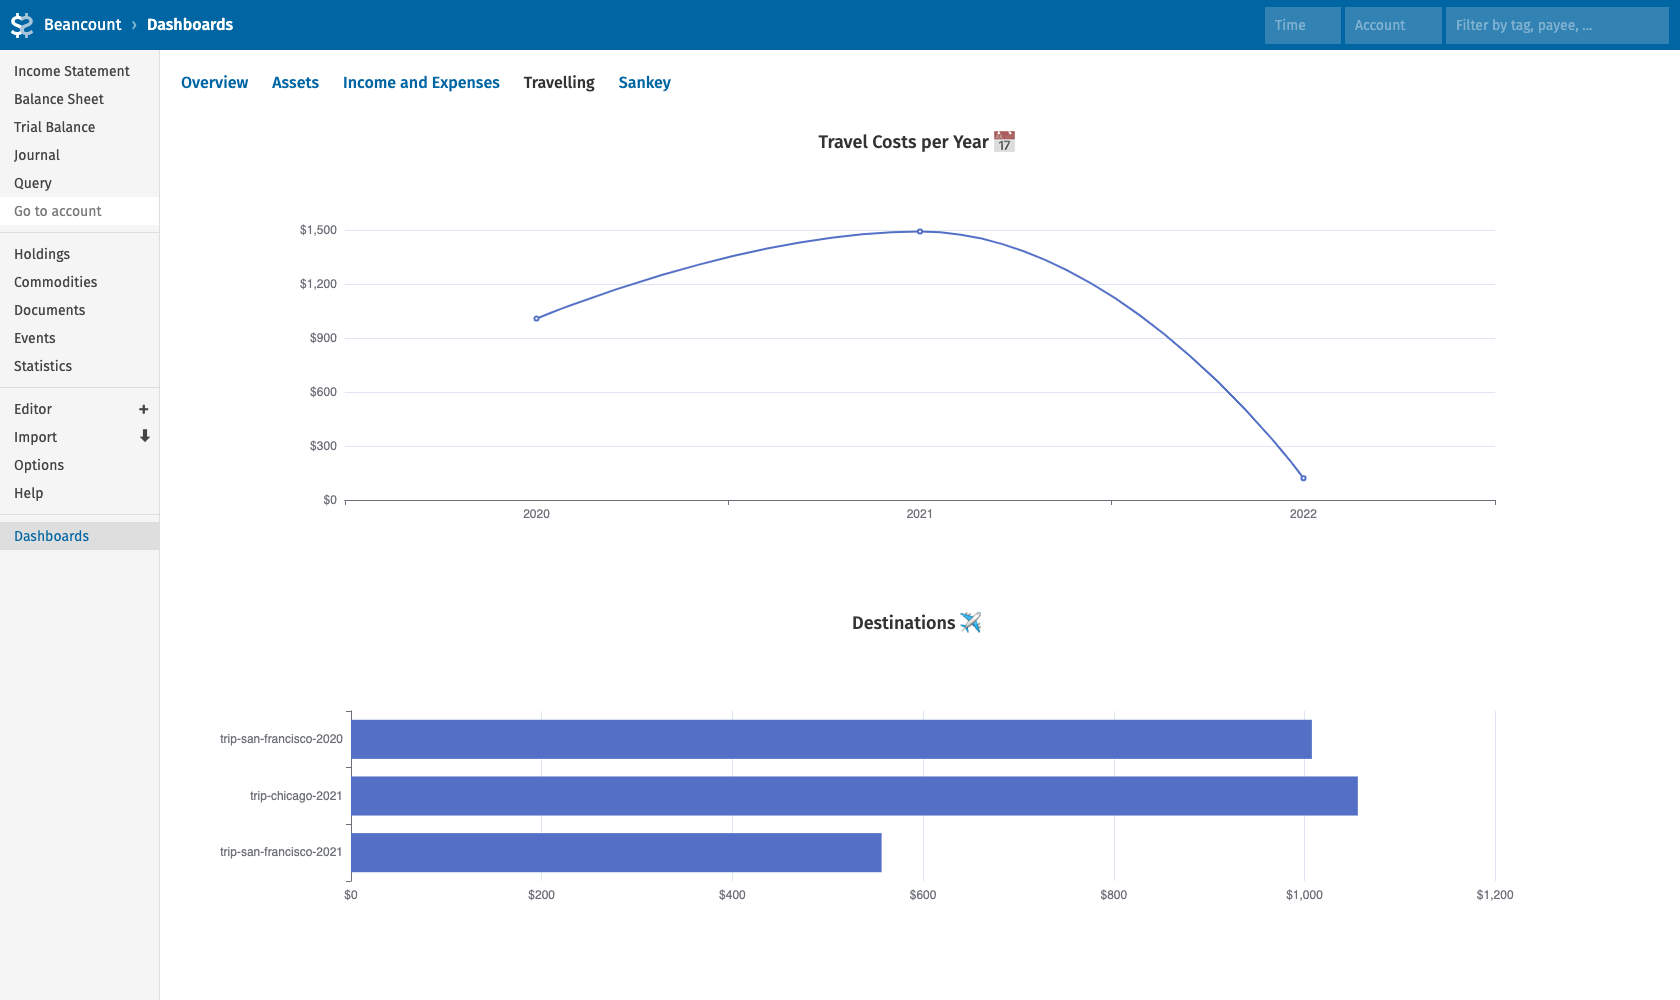 Beancount › Dashboards
Time
Account
Filter by tag, payee, ...
Income Statement
Balance Sheet
Trial Balance
Journal
Query
Go to account
Holdings
Commodities
Documents
Events
Statistics
Editor +
Import
Options
Help
Dashboards
Overview Assets Income and Expenses Travelling Sankey
Travel Costs per Year 17
$1,500
$1,200
$900
$600
$300
$0
2020 2021 2022
Destinations
trip-san-francisco-2020
trip-chicago-2021
trip-san-francisco-2021
$0 $200 $400 $600 $800 $1,000 $1,200